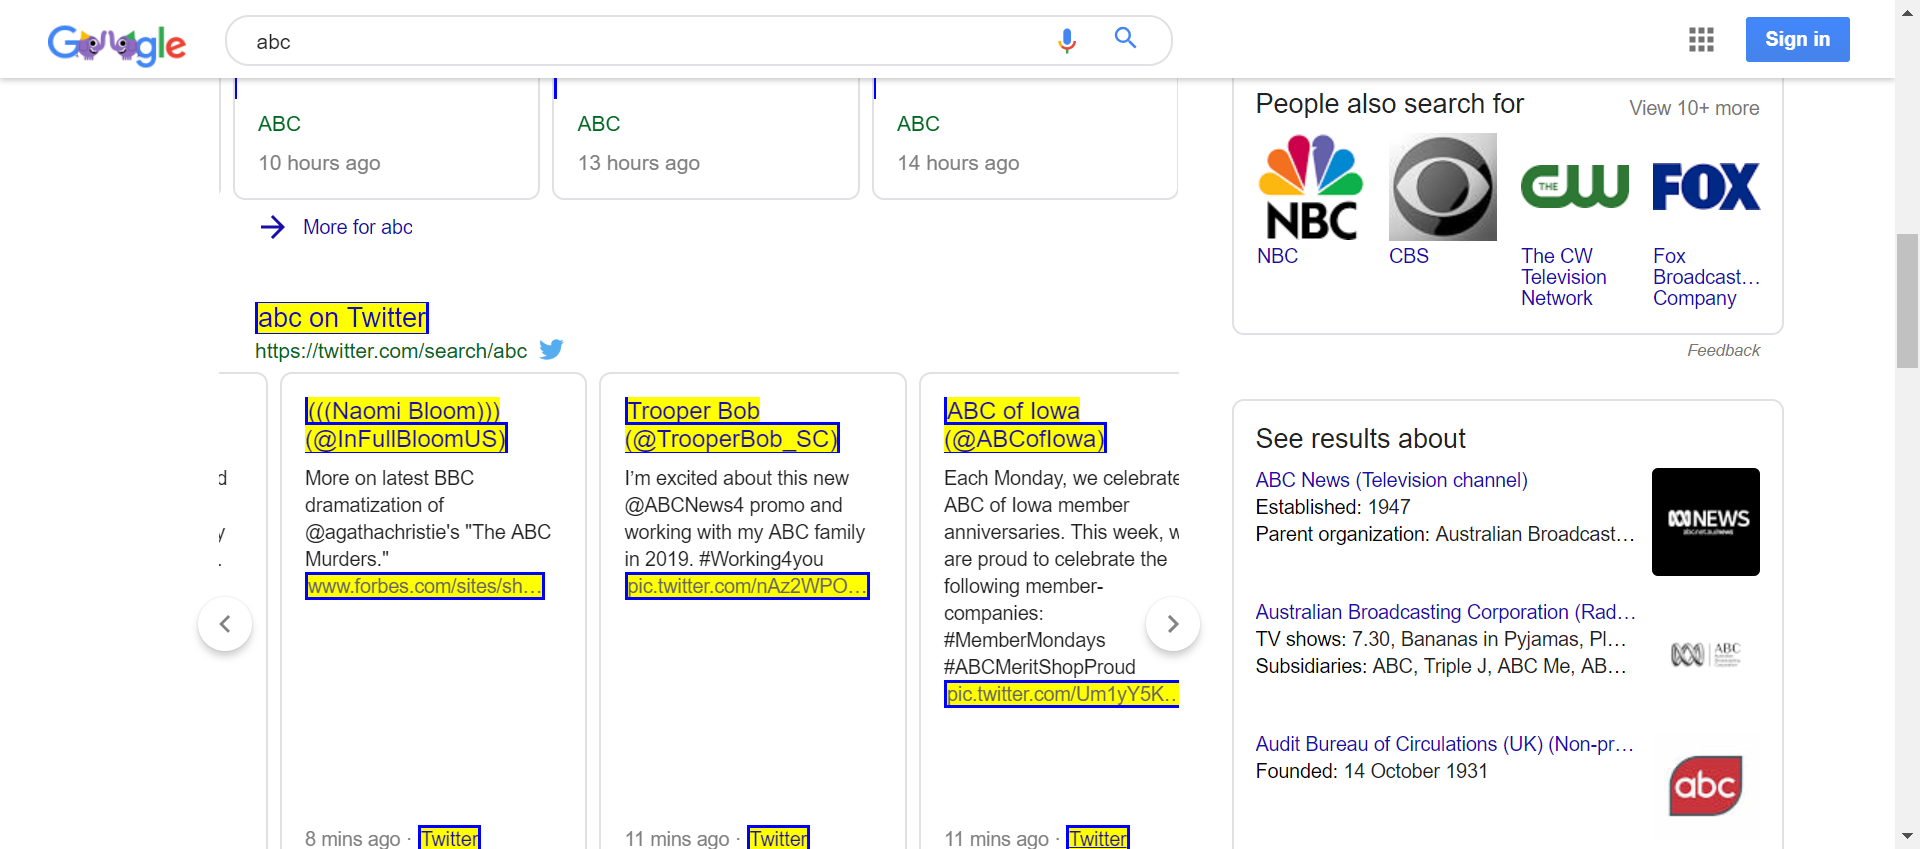 Google
abc
Sign in
ABC
10 hours ago
ABC
13 hours ago
ABC
14 hours ago
More for abc
abc on Twitter
https://twitter.com/search/abc
d
y
.
(((Naomi Bloom)))
(@InFullBloomUS)
More on latest BBC
dramatization of
@agathachristie's "The ABC
Murders."
www.forbes.com/sites/sh...
8 mins ago · Twitter
Trooper Bob
(@TrooperBob_SC)
I'm excited about this new
@ABCNews4 promo and
working with my ABC family
in 2019. #Working4you
pic.twitter.com/nAz2WPO...
11 mins ago · Twitter
ABC of Iowa
(@ABCofIowa)
Each Monday, we celebrate
ABC of Iowa member
anniversaries. This week, w
are proud to celebrate the
following member-
companies:
#MemberMondays
#ABCMeritShopProud
pic.twitter.com/Um1yY5K...
11 mins ago · Twitter
People also search for
View 10+ more
NBC
THE CW
FOX
NBC
CBS
The CW
Television
Network
Fox
Broadcast...
Company
Feedback
See results about
ABC News (Television channel)
Established: 1947
Parent organization: Australian Broadcast...
NEWS
Australian Broadcasting Corporation (Rad...
TV shows: 7.30, Bananas in Pyjamas, Pl...
Subsidiaries: ABC, Triple J, ABC Me, AB...
ABC
Audit Bureau of Circulations (UK) (Non-pr...
Founded: 14 October 1931
abc